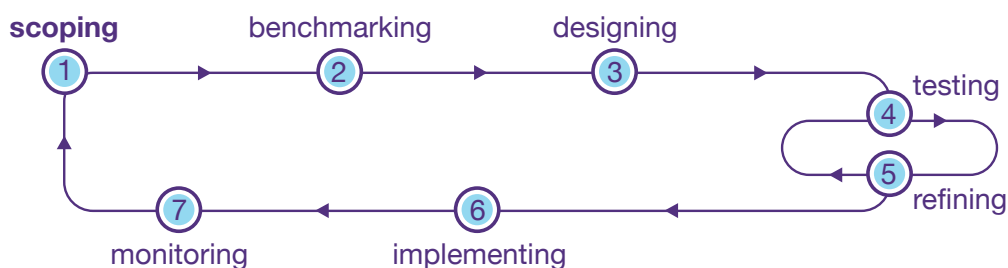 scoping
1
benchmarking
2
designing
3
testing
4
5
refining
6
implementing
7
monitoring